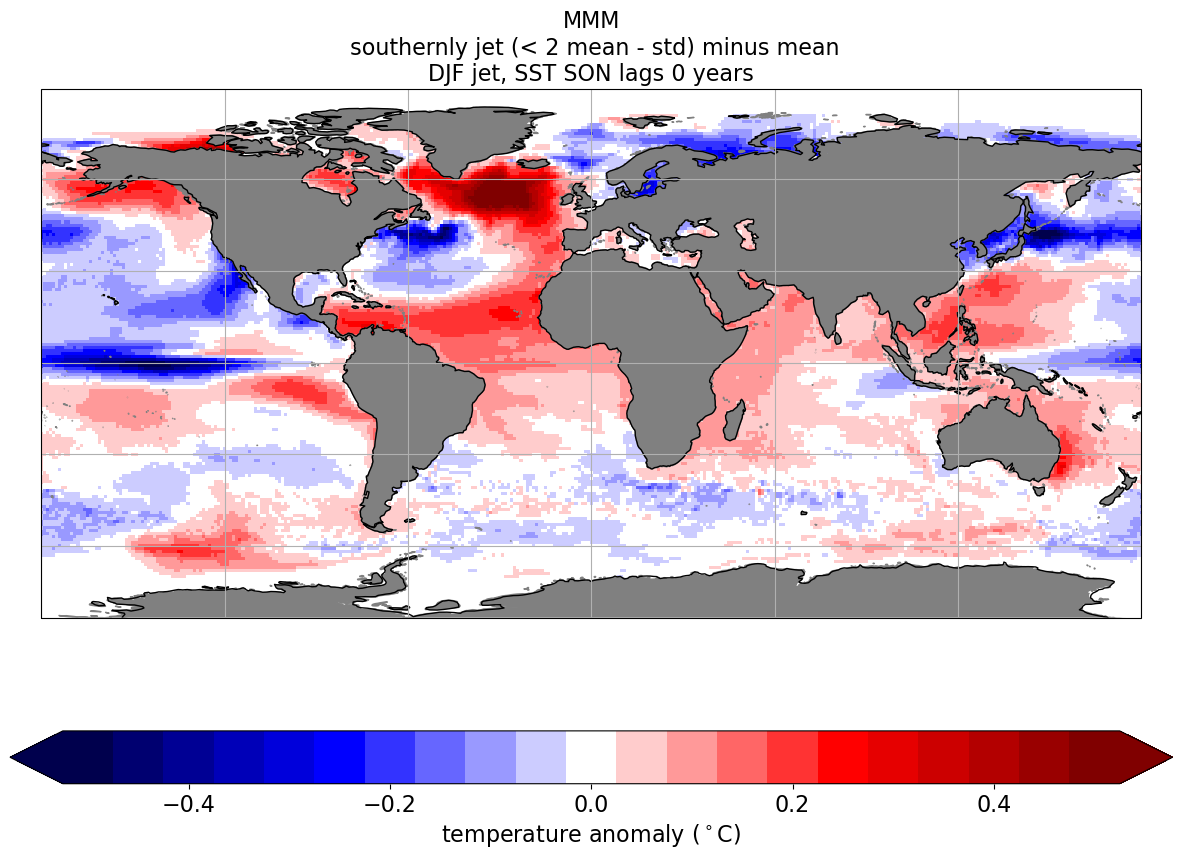 MMM
southernly jet (< 2 mean - std) minus mean
DJF jet, SST SON lags 0 years
−0.4 −0.2 0.0 0.2 0.4
temperature anomaly (°C)